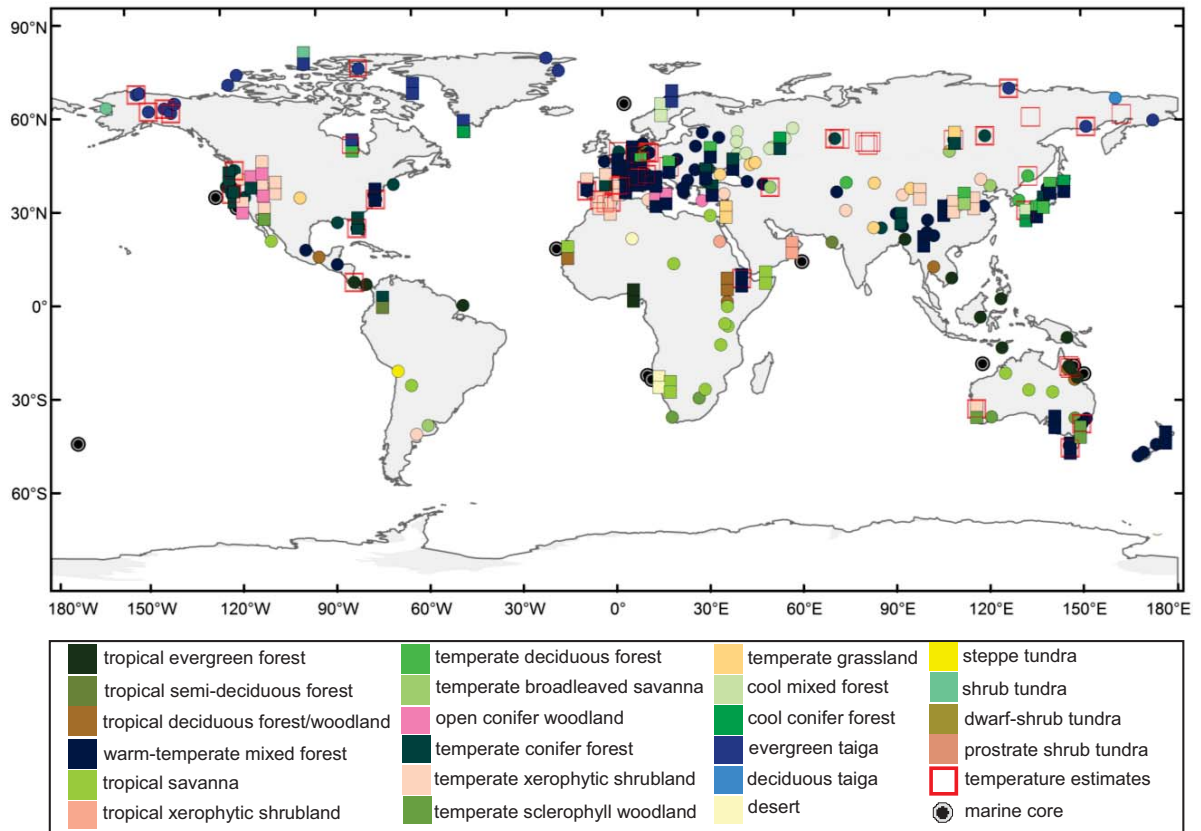 90°N
60°N
30°N
0°
30°S
60°S
180°W 150°W 120°W 90°W 60°W 30°W 0° 30°E 60°E 90°E 120°E 150°E 180°E
tropical evergreen forest
tropical semi-deciduous forest
tropical deciduous forest/woodland
warm-temperate mixed forest
tropical savanna
tropical xerophytic shrubland
temperate deciduous forest
temperate broadleaved savanna
open conifer woodland
temperate conifer forest
temperate xerophytic shrubland
temperate sclerophyll woodland
temperate grassland
cool mixed forest
cool conifer forest
evergreen taiga
deciduous taiga
desert
steppe tundra
shrub tundra
dwarf-shrub tundra
prostrate shrub tundra
temperature estimates
marine core